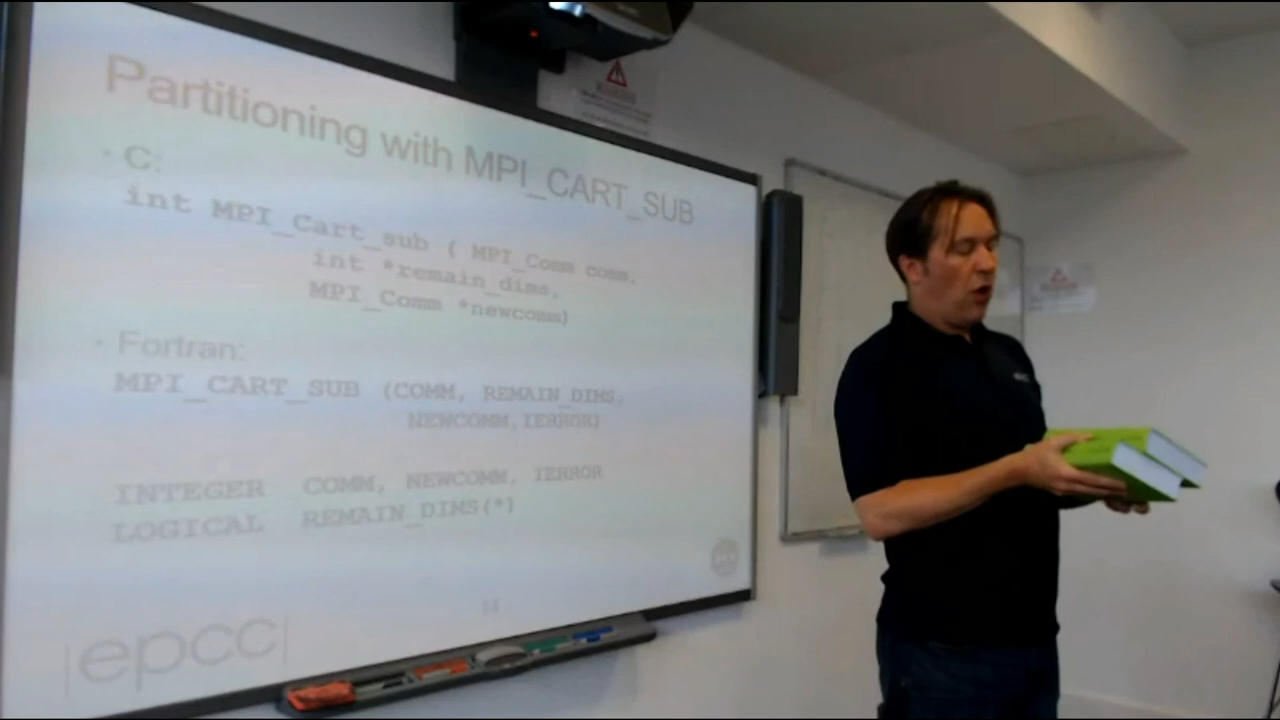 Partitioning with MPI_CART_SUB
• C:
int MPI_Cart_sub ( MPI_Comm comm,
int *remain_dims,
MPI_Comm *newcomm)
• Fortran:
MPI_CART_SUB (COMM, REMAIN_DIMS,
NEWCOMM,IERROR)
INTEGER COMM, NEWCOMM, IERROR
LOGICAL REMAIN_DIMS(*)
|epcc|